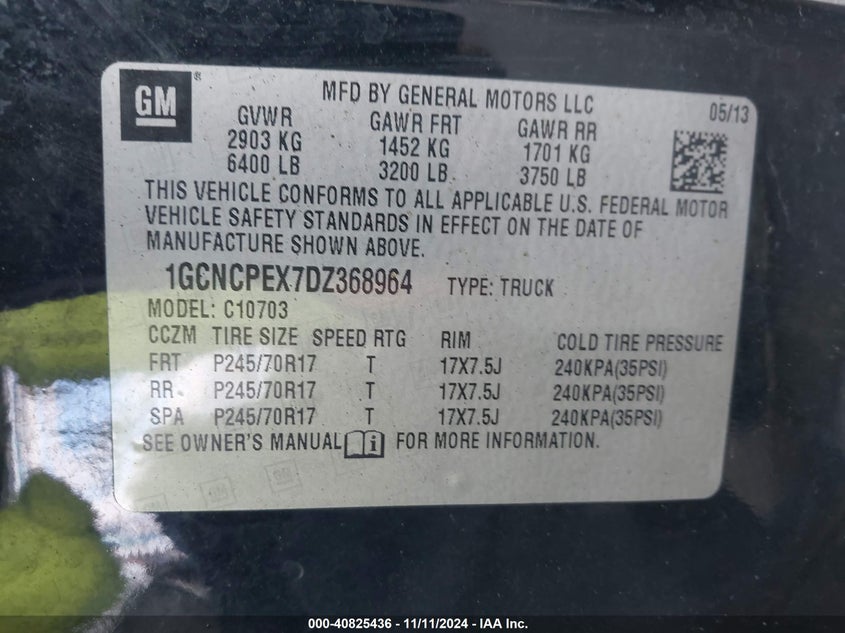 GM®
MFD BY GENERAL MOTORS LLC
05/13
GVWR GAWR FRT GAWR RR
2903 KG 1452 KG 1701 KG
6400 LB 3200 LB 3750 LB
THIS VEHICLE CONFORMS TO ALL APPLICABLE U.S. FEDERAL MOTOR
VEHICLE SAFETY STANDARDS IN EFFECT ON THE DATE OF
MANUFACTURE SHOWN ABOVE.
1GCNCPEX7DZ368964 TYPE: TRUCK
MODEL: C10703
CCZM TIRE SIZE SPEED RTG RIM COLD TIRE PRESSURE
FRT P245/70R17 T 17X7.5J 240KPA(35PSI)
RR P245/70R17 T 17X7.5J 240KPA(35PSI)
SPA P245/70R17 T 17X7.5J 240KPA(35PSI)
SEE OWNER'S MANUAL i FOR MORE INFORMATION.
GM
000-40825436 - 11/11/2024 - IAA Inc.